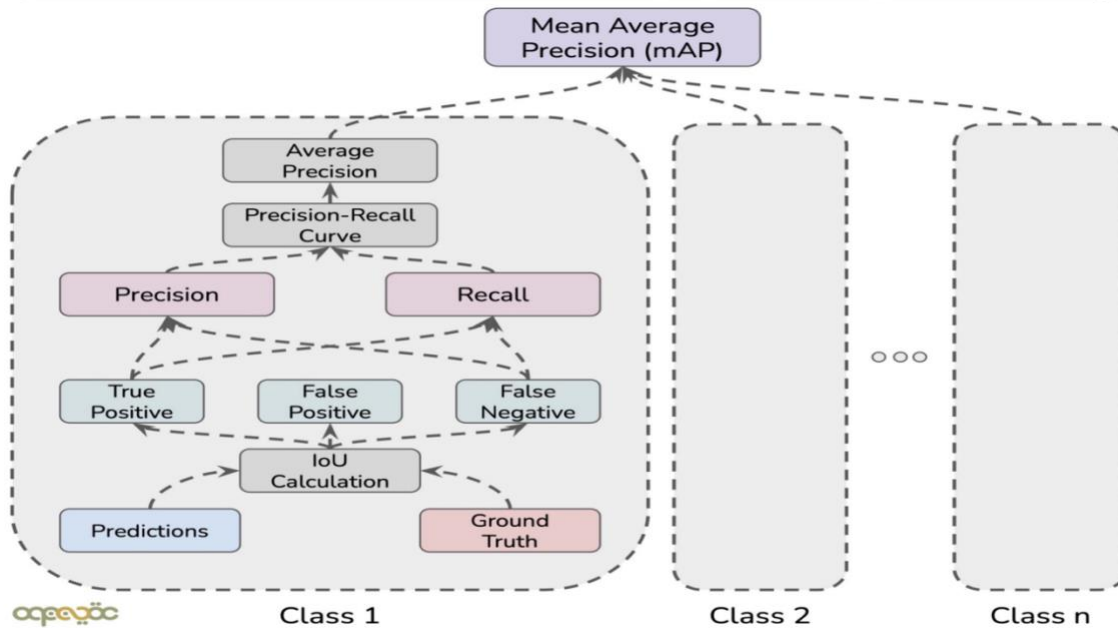 Mean Average
Precision (mAP)
Average
Precision
Precision-Recall
Curve
Precision
Recall
True
Positive
False
Positive
False
Negative
IoU
Calculation
Predictions
Ground
Truth
Class 1
Class 2
Class n